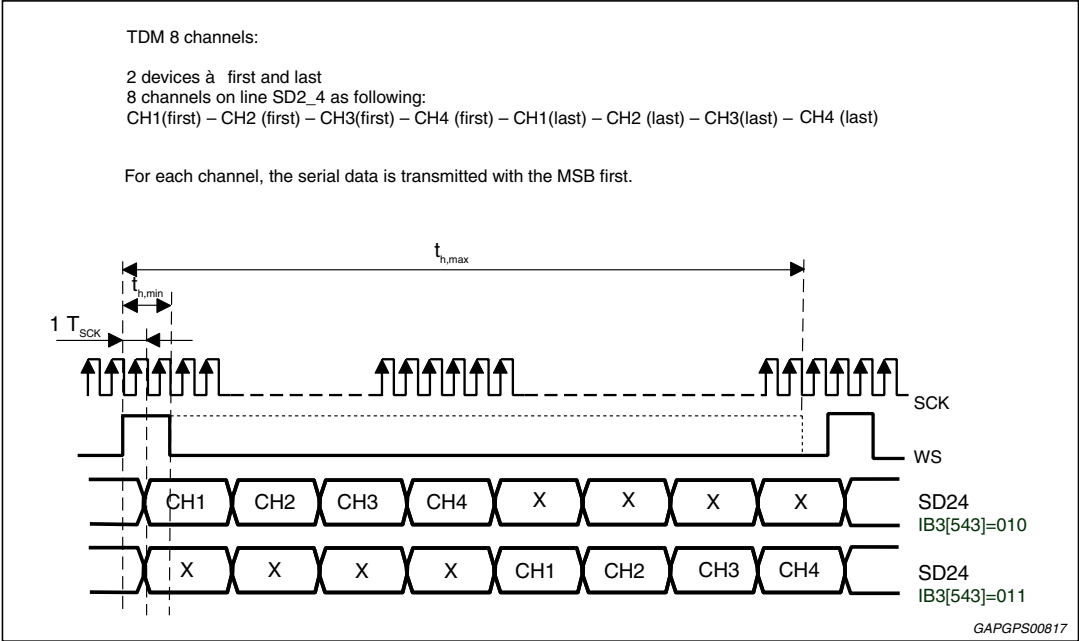 TDM 8 channels:
2 devices à first and last
8 channels on line SD2_4 as following:
CH1(first) – CH2 (first) – CH3(first) – CH4 (first) – CH1(last) – CH2 (last) – CH3(last) – CH4 (last)
For each channel, the serial data is transmitted with the MSB first.
th,max
th,min
1 TSCK
SCK
WS
CH1 CH2 CH3 CH4 X X X X SD24
IB3[543]=010
X X X X CH1 CH2 CH3 CH4 SD24
IB3[543]=011
GAPGPS00817